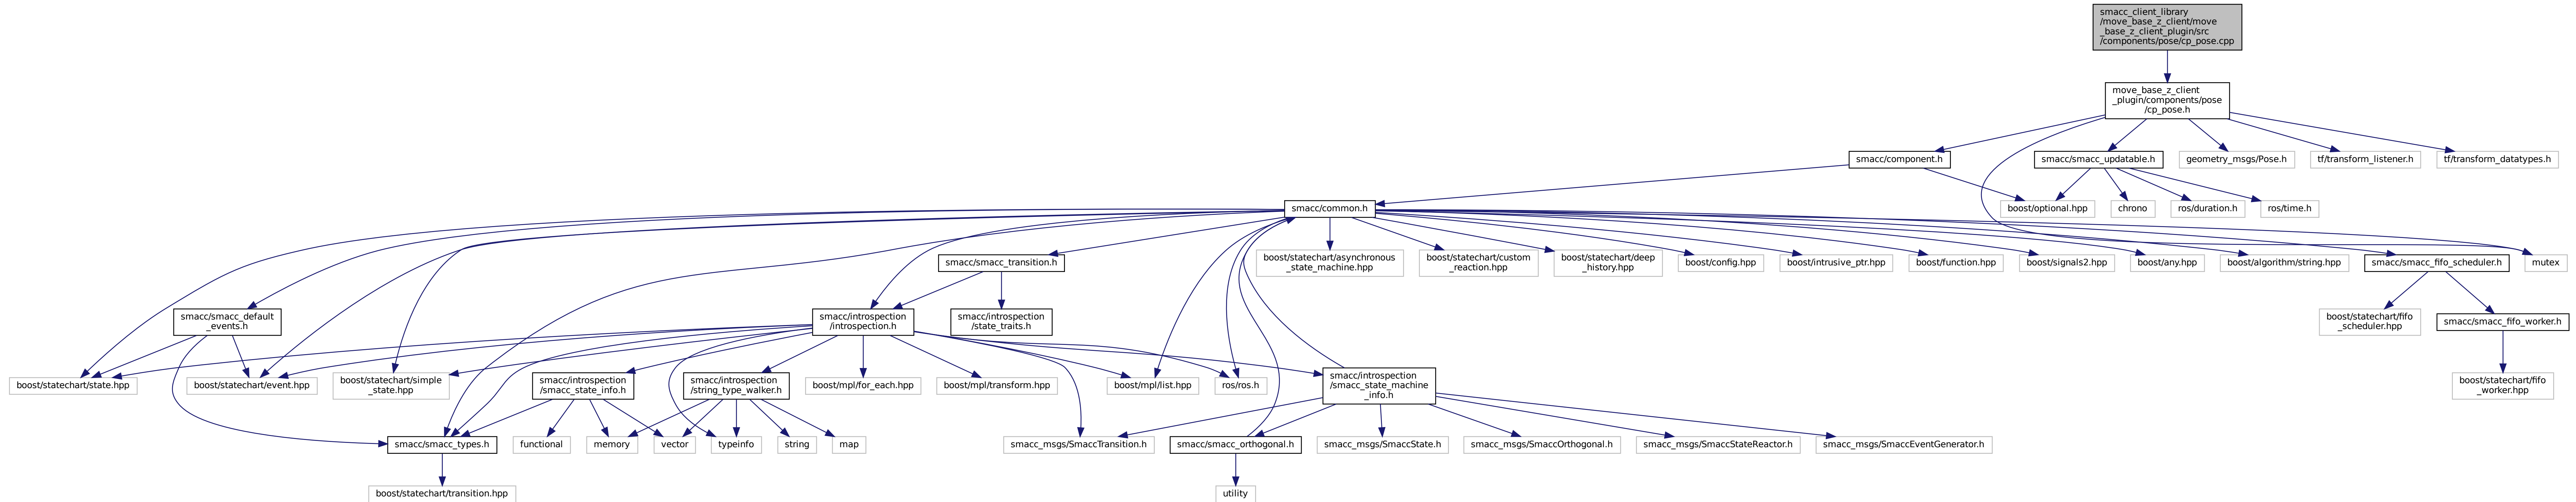 smacc_client_library
/move_base_z_client/move
_base_z_client_plugin/src
/components/pose/cp_pose.cpp
move_base_z_client
_plugin/components/pose
/cp_pose.h
smacc/component.h
smacc/smacc_updatable.h
geometry_msgs/Pose.h
tf/transform_listener.h
tf/transform_datatypes.h
smacc/common.h
boost/optional.hpp
chrono
ros/duration.h
ros/time.h
smacc/smacc_transition.h
boost/statechart/asynchronous
_state_machine.hpp
boost/statechart/custom
_reaction.hpp
boost/statechart/deep
_history.hpp
boost/config.hpp
boost/intrusive_ptr.hpp
boost/function.hpp
boost/signals2.hpp
boost/any.hpp
boost/algorithm/string.hpp
smacc/smacc_fifo_scheduler.h
mutex
smacc/smacc_default
_events.h
smacc/introspection
/introspection.h
smacc/introspection
/state_traits.h
boost/statechart/fifo
_scheduler.hpp
smacc/smacc_fifo_worker.h
boost/statechart/state.hpp
boost/statechart/event.hpp
boost/statechart/simple
_state.hpp
smacc/introspection
/smacc_state_info.h
smacc/introspection
/string_type_walker.h
boost/mpl/for_each.hpp
boost/mpl/transform.hpp
boost/mpl/list.hpp
ros/ros.h
smacc/introspection
/smacc_state_machine
_info.h
boost/statechart/fifo
_worker.hpp
smacc/smacc_types.h
functional
memory
vector
typeinfo
string
map
smacc_msgs/SmaccTransition.h
smacc/smacc_orthogonal.h
smacc_msgs/SmaccState.h
smacc_msgs/SmaccOrthogonal.h
smacc_msgs/SmaccStateReactor.h
smacc_msgs/SmaccEventGenerator.h
boost/statechart/transition.hpp
utility